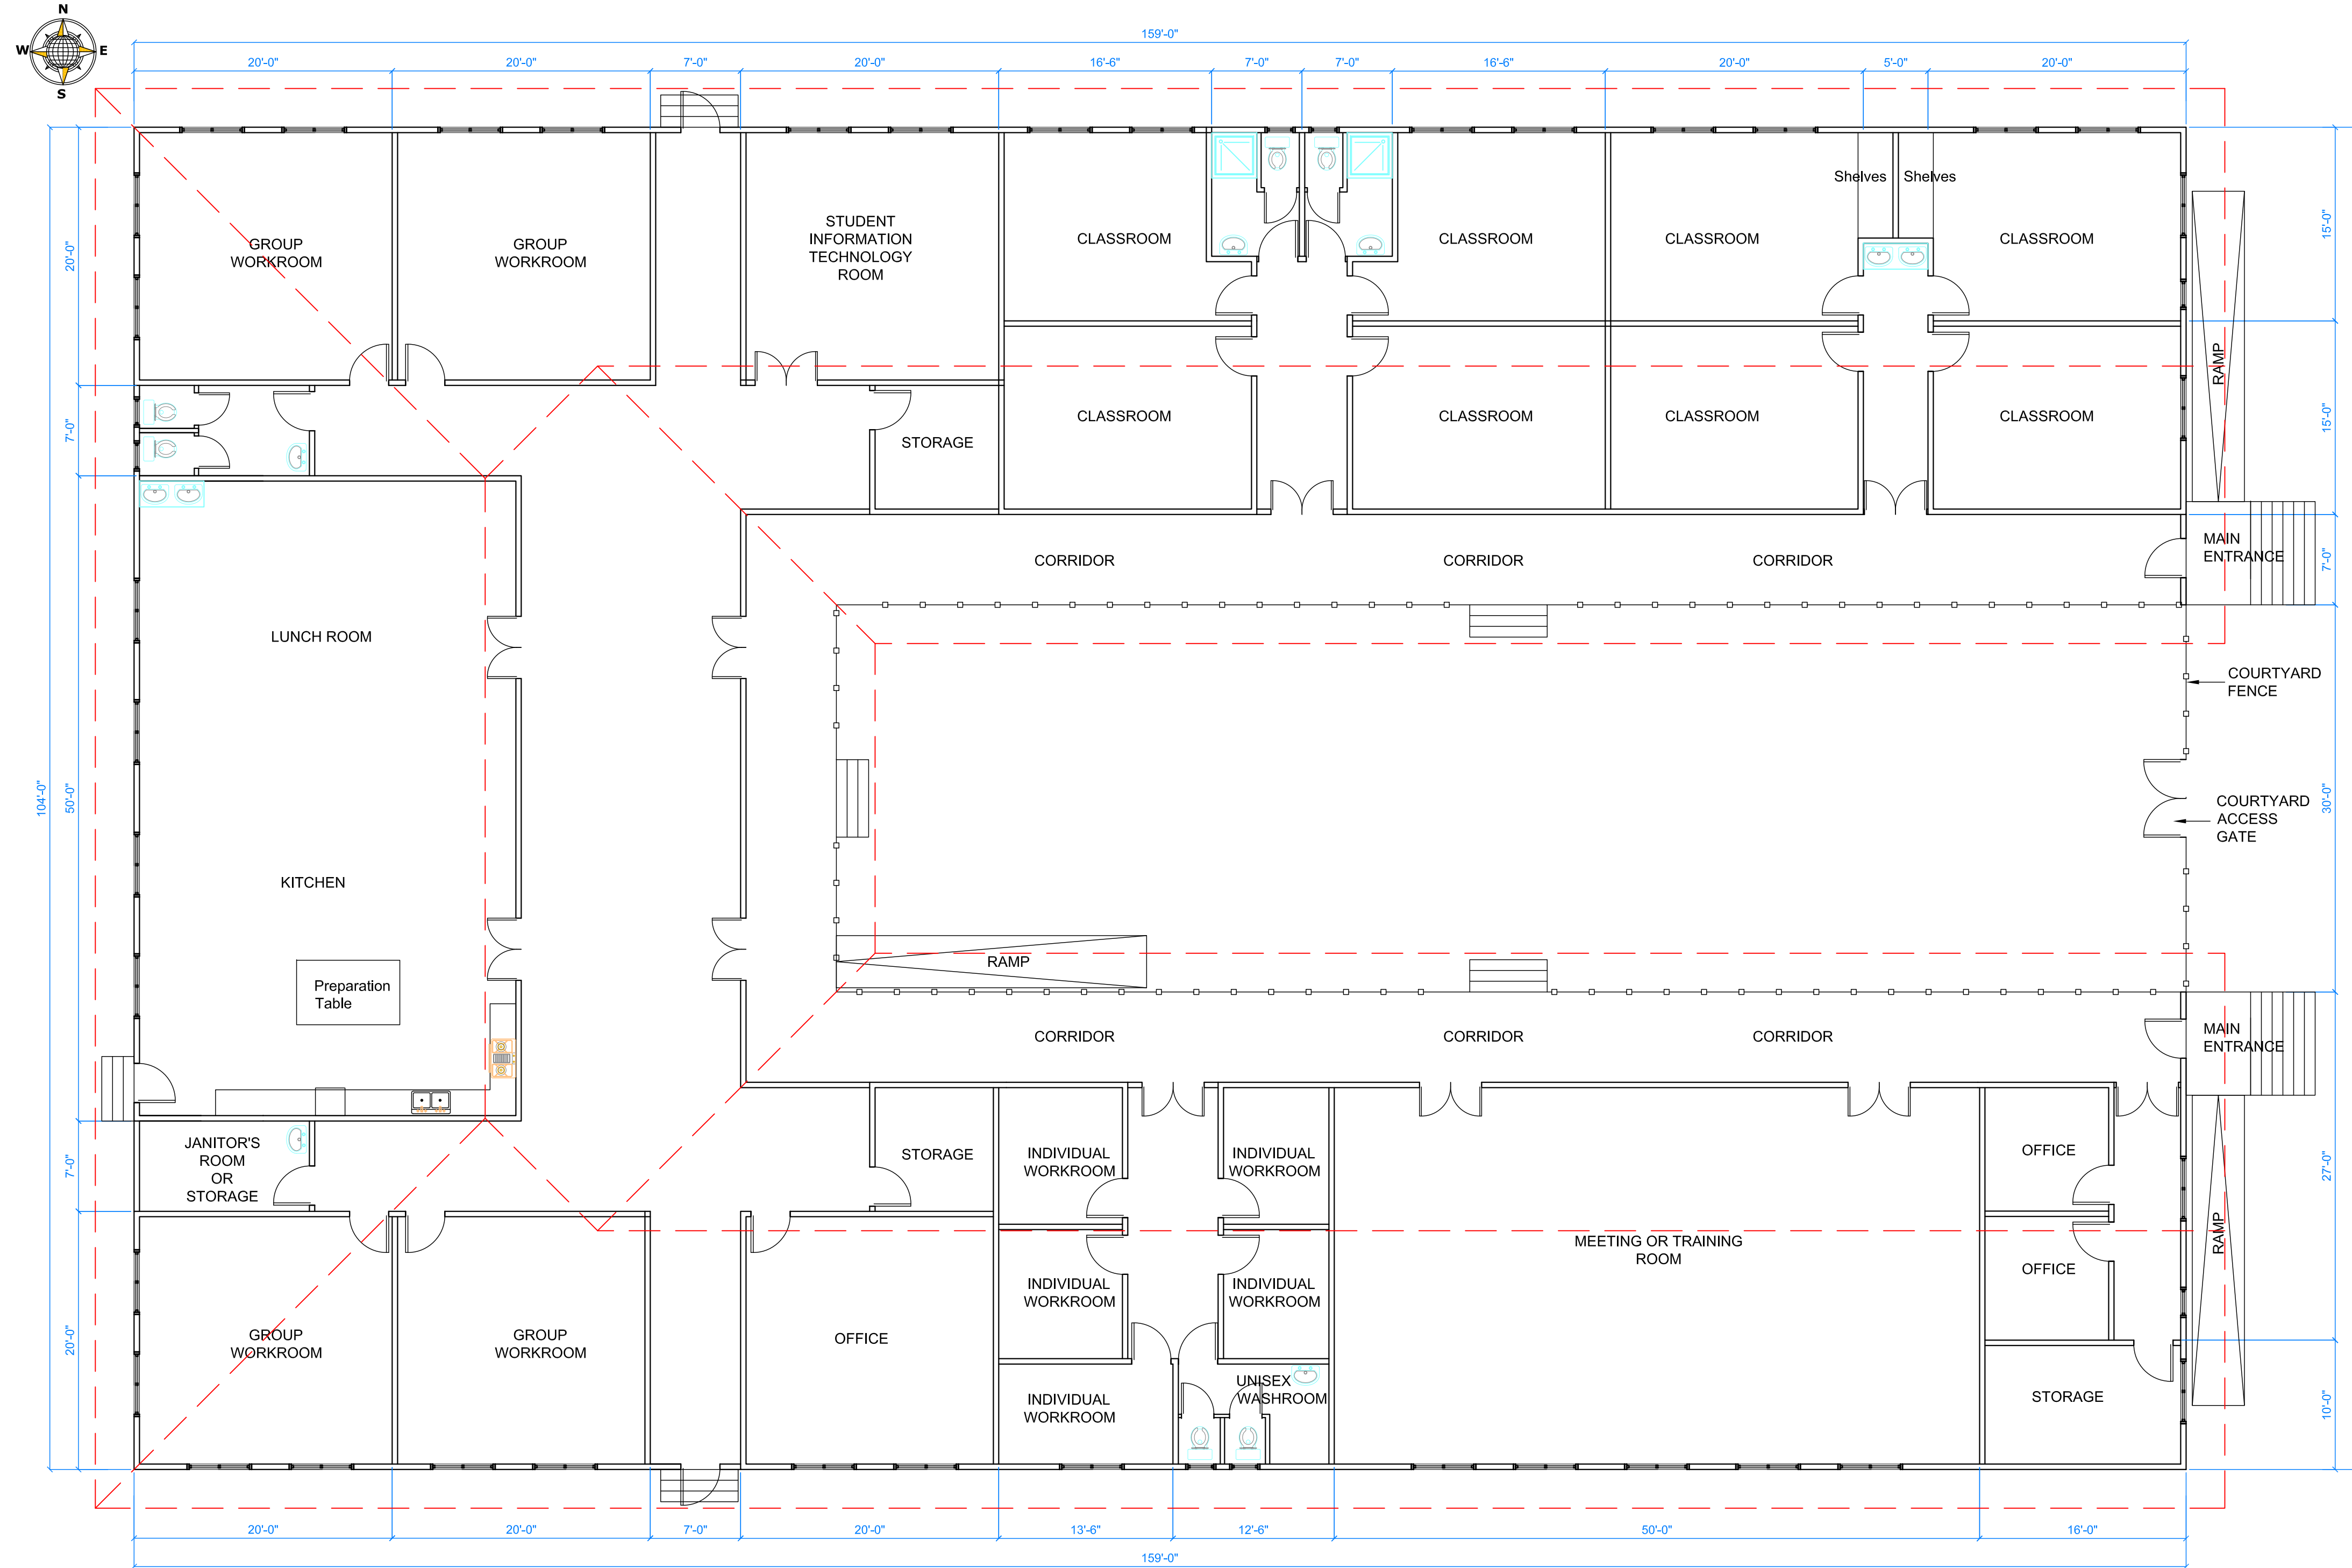 N
W
E
S
159'-0"
20'-0"
20'-0"
7'-0"
20'-0"
16'-6"
7'-0"
7'-0"
16'-6"
20'-0"
5'-0"
20'-0"
104'-0"
20'-0"
7'-0"
50'-0"
7'-0"
20'-0"
GROUP
WORKROOM
GROUP
WORKROOM
STUDENT
INFORMATION
TECHNOLOGY
ROOM
CLASSROOM
CLASSROOM
CLASSROOM
Shelves
Shelves
CLASSROOM
15'-0"
RAMP
STORAGE
CLASSROOM
CLASSROOM
CLASSROOM
CLASSROOM
15'-0"
CORRIDOR
CORRIDOR
CORRIDOR
MAIN
ENTRANCE
7'-0"
LUNCH ROOM
COURTYARD
FENCE
COURTYARD
ACCESS
GATE
30'-0"
KITCHEN
Preparation
Table
RAMP
CORRIDOR
CORRIDOR
CORRIDOR
MAIN
ENTRANCE
JANITOR'S
ROOM
OR
STORAGE
STORAGE
INDIVIDUAL
WORKROOM
INDIVIDUAL
WORKROOM
OFFICE
27'-0"
RAMP
MEETING OR TRAINING
ROOM
OFFICE
INDIVIDUAL
WORKROOM
INDIVIDUAL
WORKROOM
GROUP
WORKROOM
GROUP
WORKROOM
OFFICE
INDIVIDUAL
WORKROOM
UNISEX
WASHROOM
STORAGE
10'-0"
20'-0"
20'-0"
7'-0"
20'-0"
13'-6"
12'-6"
50'-0"
16'-0"
159'-0"